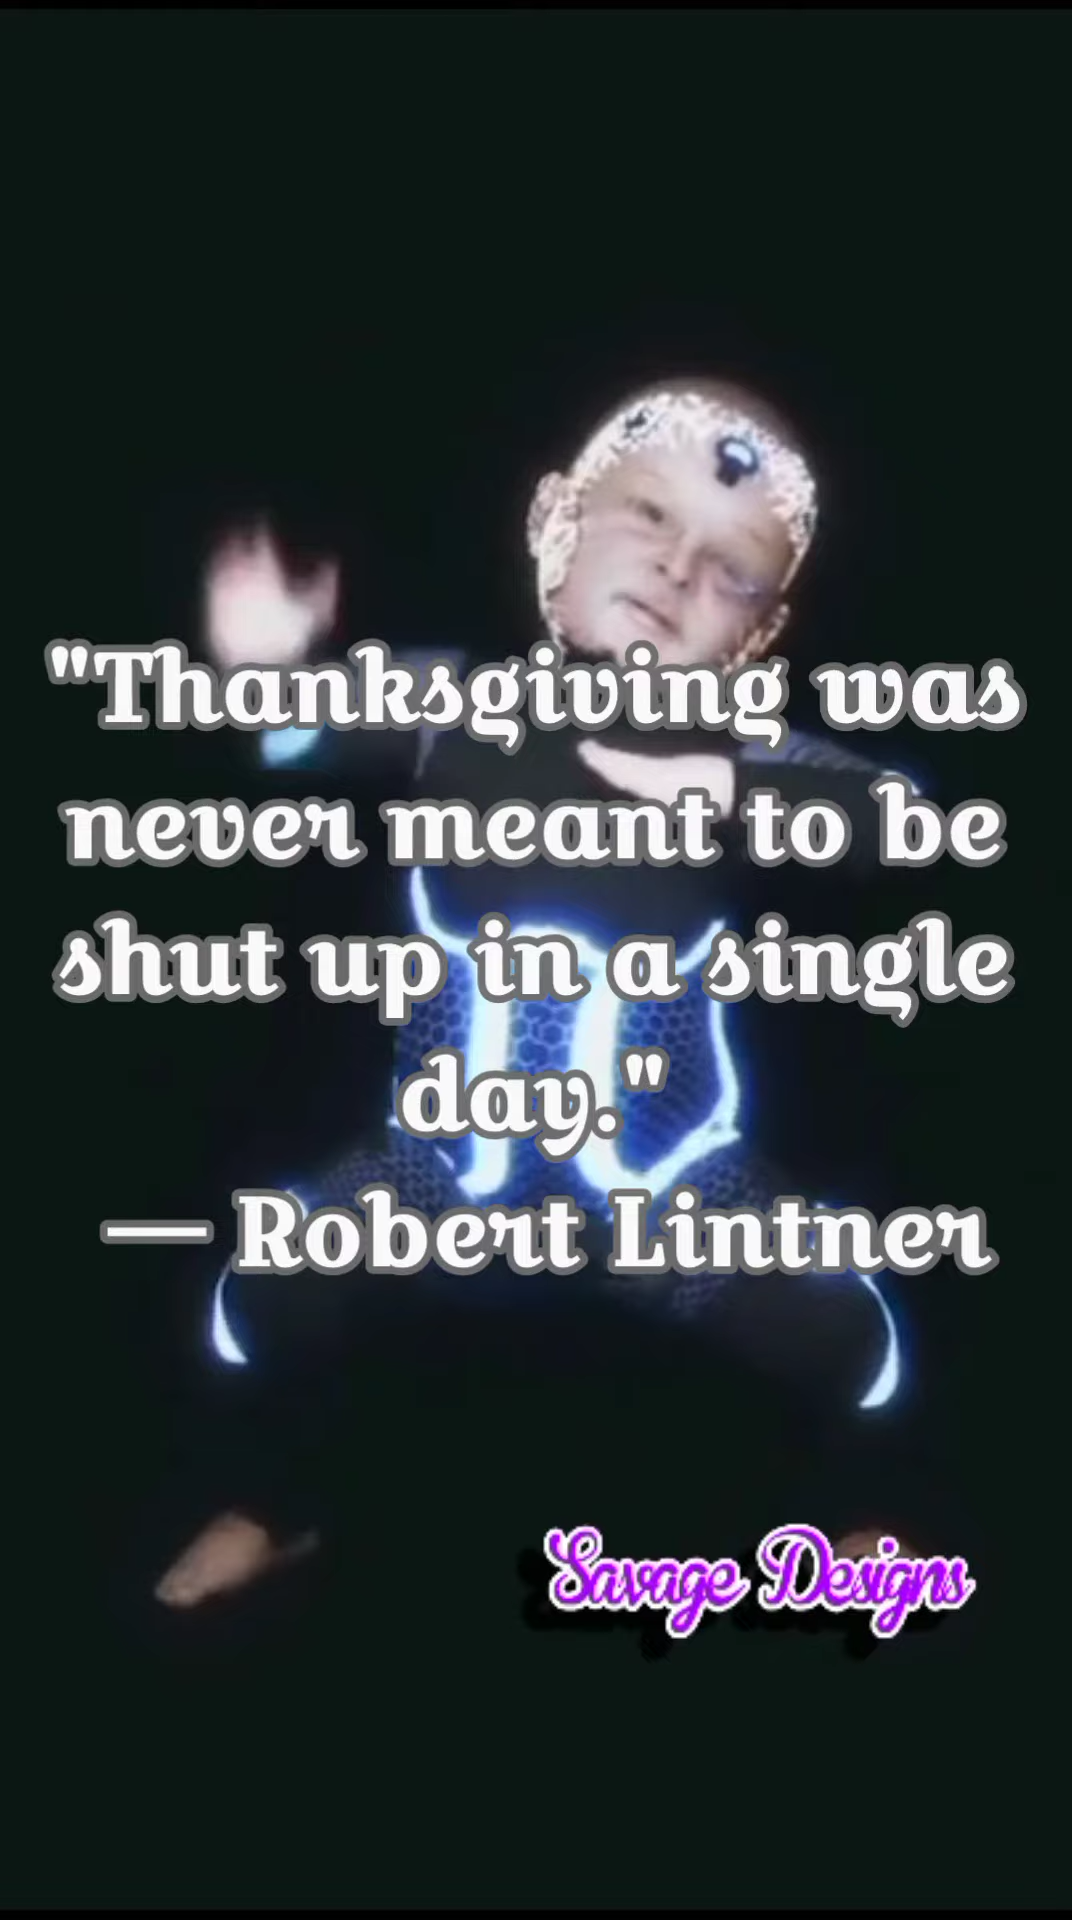 "Thanksgiving was
never meant to be
shut up in a single
day."
— Robert Lintner
Savage Designs